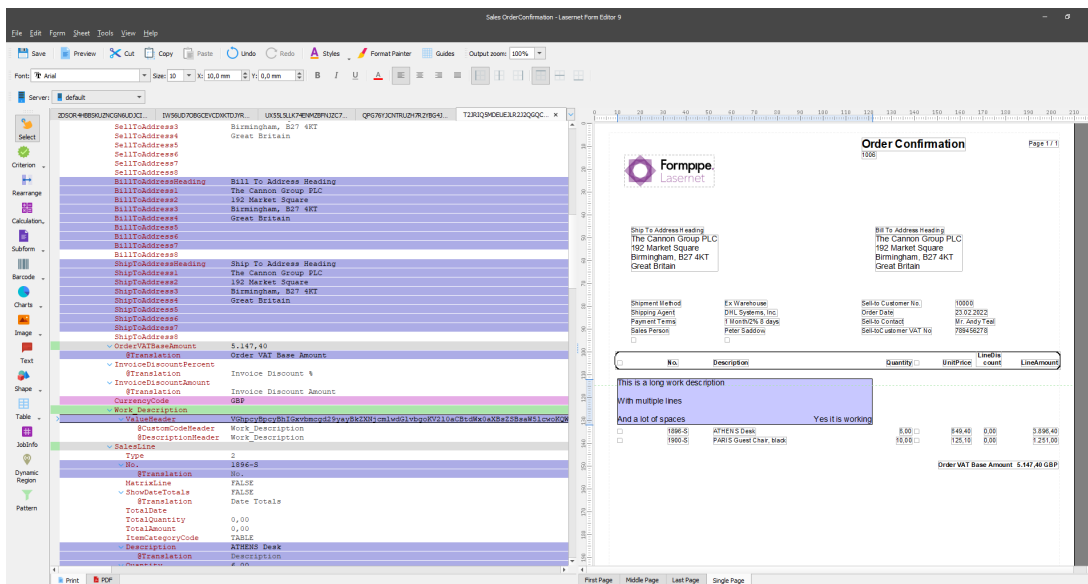 Sales OrderConfirmation - Lasernet Form Editor 9
File Edit Form Sheet Tools View Help
Save Preview Cut Copy Paste Undo Redo Styles Format Painter Guides Output zoom: 100%
Font: Arial Size: 10 X: 10,0 mm Y: 0,0 mm B I U A
Server: default
Select
Criterion
Rearrange
Calculation
Subform
Barcode
Charts
Image
Text
Shape
Table
JobInfo
Dynamic
Region
Pattern
SellToAddress3 Birmingham, B27 4KT
SellToAddress4 Great Britain
SellToAddress5
SellToAddress6
SellToAddress7
SellToAddress8
BillToAddressHeading Bill To Address Heading
BillToAddress1 The Cannon Group PLC
BillToAddress2 192 Market Square
BillToAddress3 Birmingham, B27 4KT
BillToAddress4 Great Britain
BillToAddress5
BillToAddress6
BillToAddress7
BillToAddress8
ShipToAddressHeading Ship To Address Heading
ShipToAddress1 The Cannon Group PLC
ShipToAddress2 192 Market Square
ShipToAddress3 Birmingham, B27 4KT
ShipToAddress4 Great Britain
ShipToAddress5
ShipToAddress6
ShipToAddress7
ShipToAddress8
OrderVATBaseAmount 5.147,40
@Translation Order VAT Base Amount
InvoiceDiscountPercent
@Translation Invoice Discount %
InvoiceDiscountAmount
@Translation Invoice Discount Amount
CurrencyCode GBP
Work_Description
ValueHeader
@CustomCodeHeader Work_Description
@DescriptionHeader Work_Description
SalesLine
Type 2
No. 1896-S
@Translation No.
MatrixLine FALSE
ShowDateTotals FALSE
@Translation Date Totals
TotalDate
TotalQuantity 0,00
TotalAmount 0,00
ItemCategoryCode TABLE
Description ATHENS Desk
@Translation Description
Quantity 6,00
Print PDF
Order Confirmation Page 1 / 1
1006
Formpipe.
Lasernet
Ship To Address Heading Bill To Address Heading
The Cannon Group PLC The Cannon Group PLC
192 Market Square 192 Market Square
Birmingham, B27 4KT Birmingham, B27 4KT
Great Britain Great Britain
Shipment Method Ex Warehouse Sell-to Customer No. 10000
Shipping Agent DHL Systems, Inc. Order Date 23.02.2022
Payment Terms 1 Month/2% 8 days Sell-to Contact Mr. Andy Teal
Sales Person Peter Saddow Sell-toCustomer VAT No 789456278
No. Description Quantity UnitPrice LineDis count LineAmount
This is a long work description
With multiple lines
And a lot of spaces Yes it is working
1896-S ATHENS Desk 6,00 649,40 0,00 3.896,40
1900-S PARIS Guest Chair, black 10,00 125,10 0,00 1.251,00
Order VAT Base Amount 5.147,40 GBP
First Page Middle Page Last Page Single Page